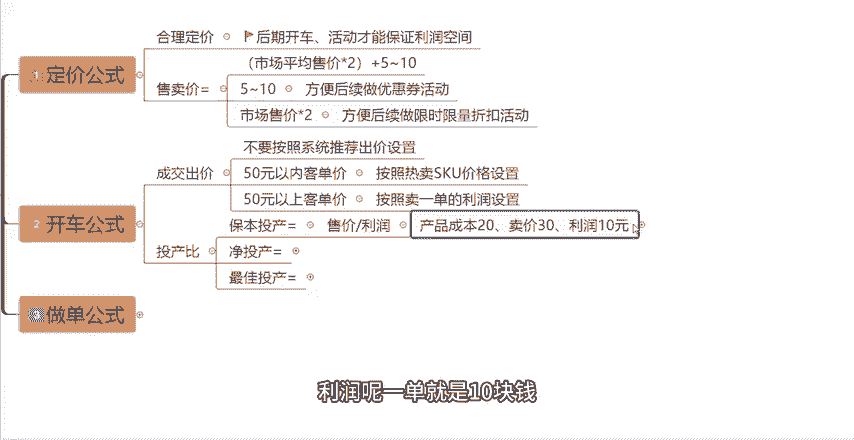 合理定价
后期开车、活动才能保证利润空间
1 定价公式
(市场平均售价*2)+5~10
售卖价=
5~10 方便后续做优惠券活动
市场售价*2 方便后续做限时限量折扣活动
不要按照系统推荐出价设置
成交出价
50元以内客单价 按照热卖SKU价格设置
50元以上客单价 按照卖一单的利润设置
2 开车公式
保本投产= 售价/利润 产品成本20、卖价30、利润10元
投产比
净投产=
最佳投产=
做单公式
利润呢一单就是10块钱